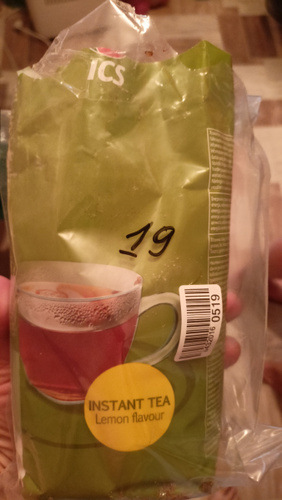 ICS
19
0519
INSTANT TEA
Lemon flavour